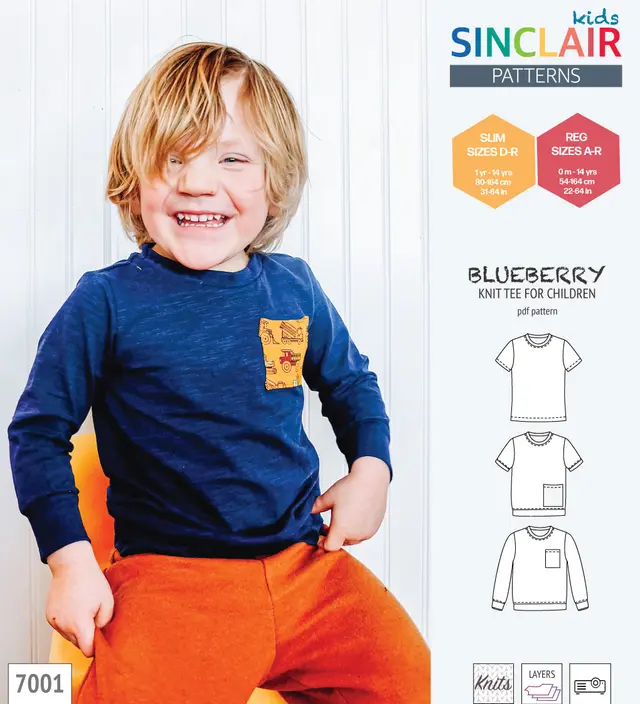 kids
SINCLAIR
PATTERNS
SLIM
SIZES D-R
1 yr - 14 yrs
80-164 cm
31-64 in
REG
SIZES A-R
0 m - 14 yrs
54-164 cm
22-64 in
BLUEBERRY
KNIT TEE FOR CHILDREN
pdf pattern
7001
Knits
LAYERS